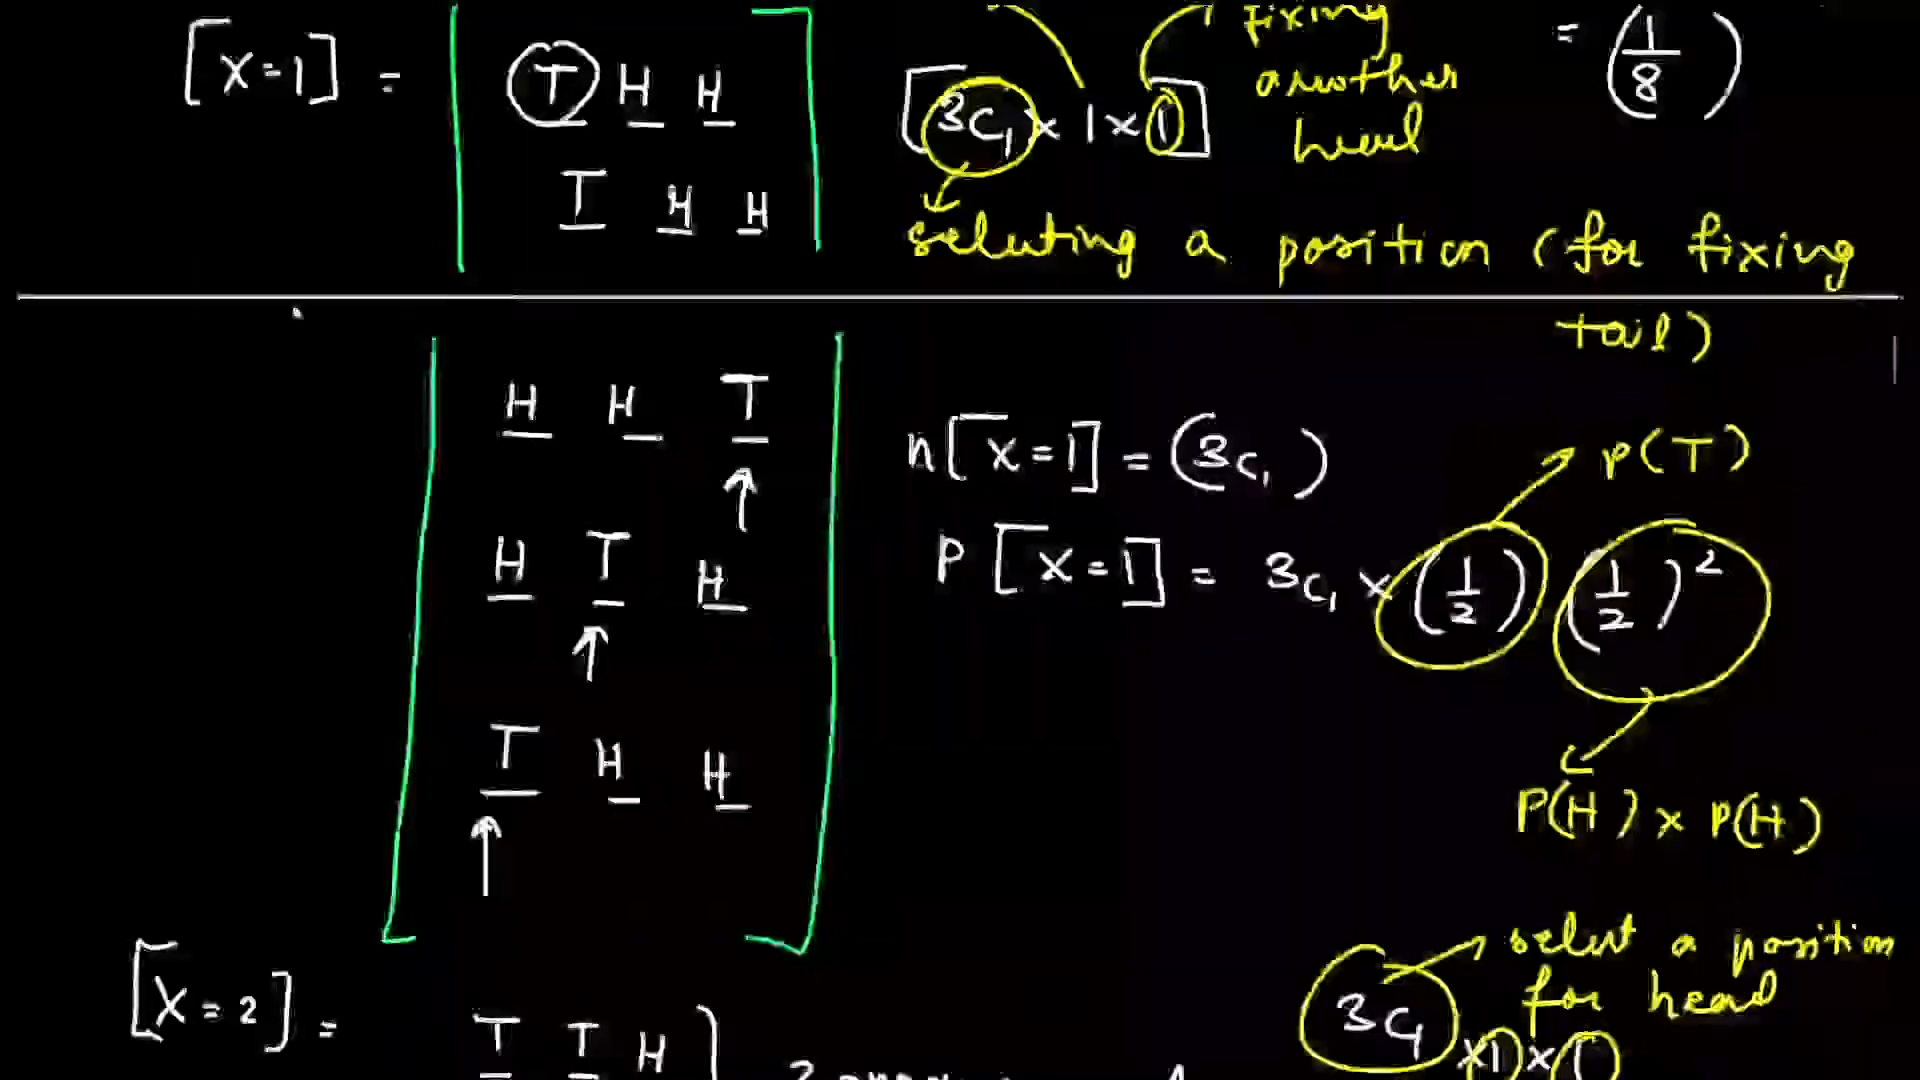 [X=1] =
T H H
T H H
[3C₁ × 1 × 1]
fixing
another
head
= (1/8)
selecting a position (for fixing
tail)
H H T
H T H
T H H
n[X=1] = (3C₁)
P[X=1] = 3C₁ × (1/2) (1/2)²
P(T)
P(H) × P(H)
[X=2] =
T T H
3C₁
select a position
for head
×1×1